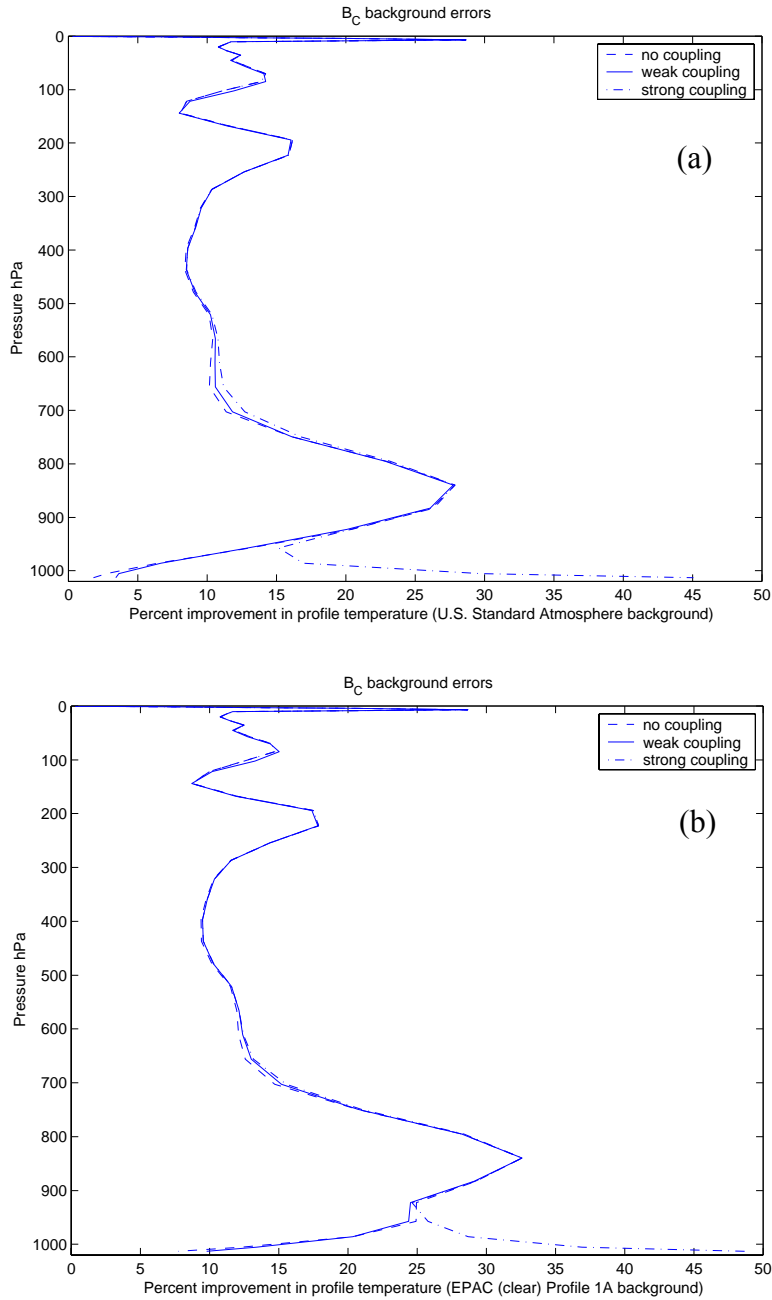 B_C background errors
0
100
200
300
400
500
600
700
800
900
1000
Pressure hPa
no coupling
weak coupling
strong coupling
(a)
0 5 10 15 20 25 30 35 40 45 50
Percent improvement in profile temperature (U.S. Standard Atmosphere background)
B_C background errors
0
100
200
300
400
500
600
700
800
900
1000
Pressure hPa
no coupling
weak coupling
strong coupling
(b)
0 5 10 15 20 25 30 35 40 45 50
Percent improvement in profile temperature (EPAC (clear) Profile 1A background)